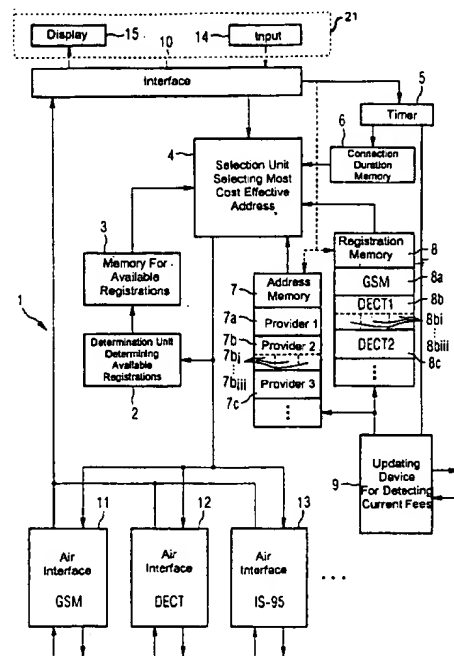 21
Display
15
10
14
Input
Interface
5
Timer
4
6
Selection Unit
Selecting Most
Cost Effective
Address
Connection
Duration
Memory
3
Memory For
Available
Registrations
Registration
Memory
8
GSM
8a
DECT1
8b
8bi
8biii
DECT2
8c
7
Address
Memory
7a
Provider 1
7b
Provider 2
7bi
7biii
Provider 3
7c
1
Determination Unit
Determining
Available
Registrations
2
9
Updating
Device
For Detecting
Current Fees
11
12
13
Air
Interface
GSM
Air
Interface
DECT
Air
Interface
IS-95